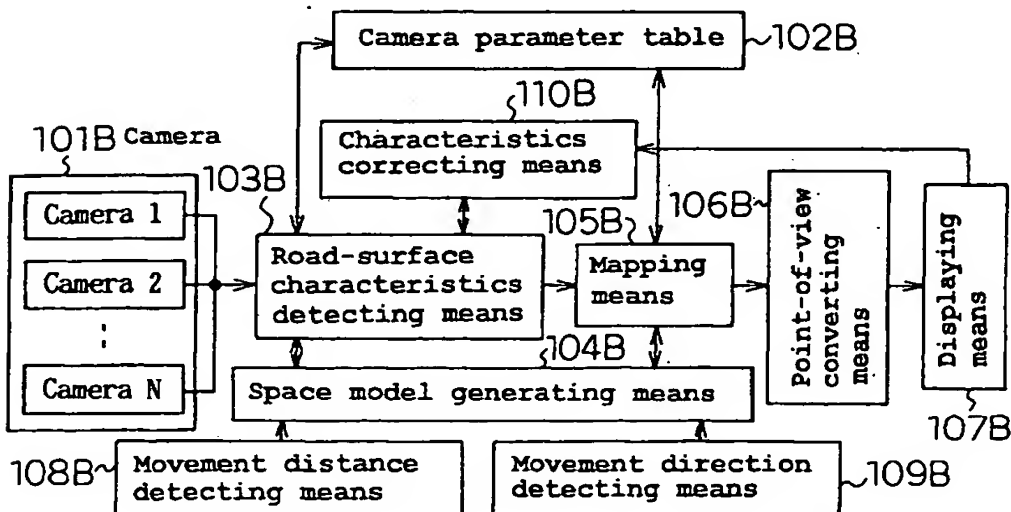 Camera parameter table
102B
110B
101B Camera
Characteristics
correcting means
103B
Camera 1
Camera 2
Camera N
Road-surface
characteristics
detecting means
105B
Mapping
means
106B
Point-of-view
converting
means
Displaying
means
107B
104B
Space model generating means
108B
Movement distance
detecting means
Movement direction
detecting means
109B